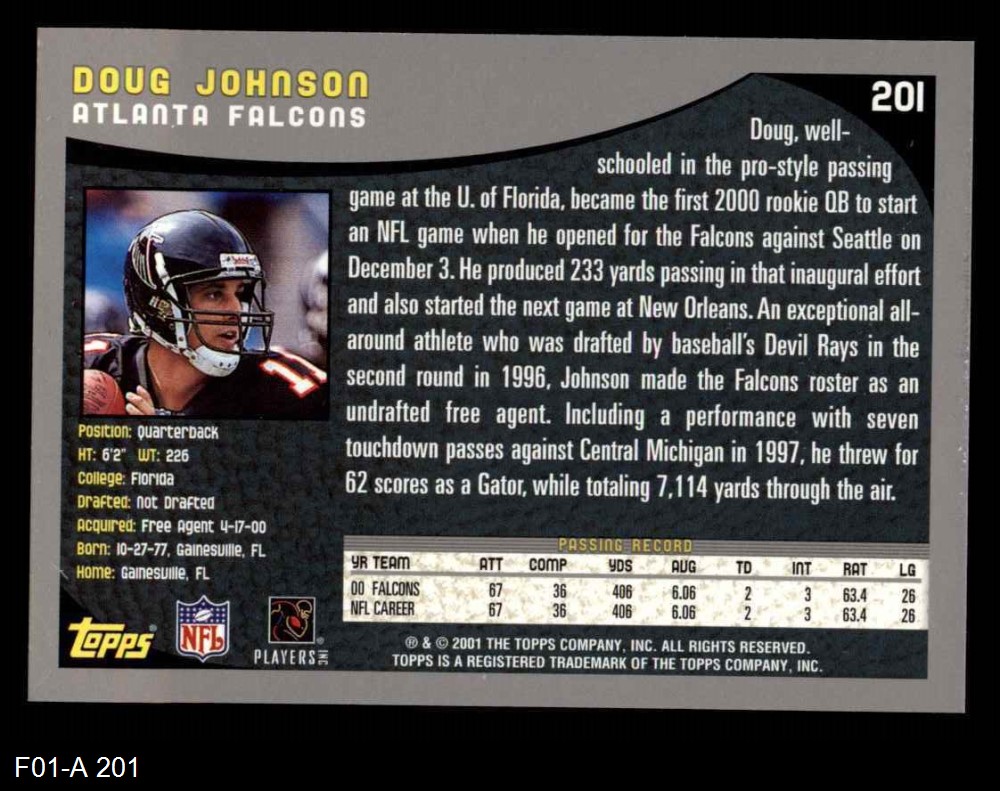 DOUG JOHNSON
ATLANTA FALCONS
201
Doug, well-
schooled in the pro-style passing
game at the U. of Florida, became the first 2000 rookie QB to start
an NFL game when he opened for the Falcons against Seattle on
December 3. He produced 233 yards passing in that inaugural effort
and also started the next game at New Orleans. An exceptional all-
around athlete who was drafted by baseball's Devil Rays in the
second round in 1996, Johnson made the Falcons roster as an
undrafted free agent. Including a performance with seven
touchdown passes against Central Michigan in 1997, he threw for
62 scores as a Gator, while totaling 7,114 yards through the air.
Position: Quarterback
HT: 6'2" WT: 226
College: Florida
Drafted: Not Drafted
Acquired: Free Agent 4-17-00
Born: 10-27-77, Gainesville, FL
Home: Gainesville, FL
PASSING RECORD
YR TEAM ATT COMP YDS AVG TD INT RAT LG
00 FALCONS 67 36 406 6.06 2 3 63.4 26
NFL CAREER 67 36 406 6.06 2 3 63.4 26
topps
NFL
PLAYERS INC
® & © 2001 THE TOPPS COMPANY, INC. ALL RIGHTS RESERVED.
TOPPS IS A REGISTERED TRADEMARK OF THE TOPPS COMPANY, INC.
F01-A 201